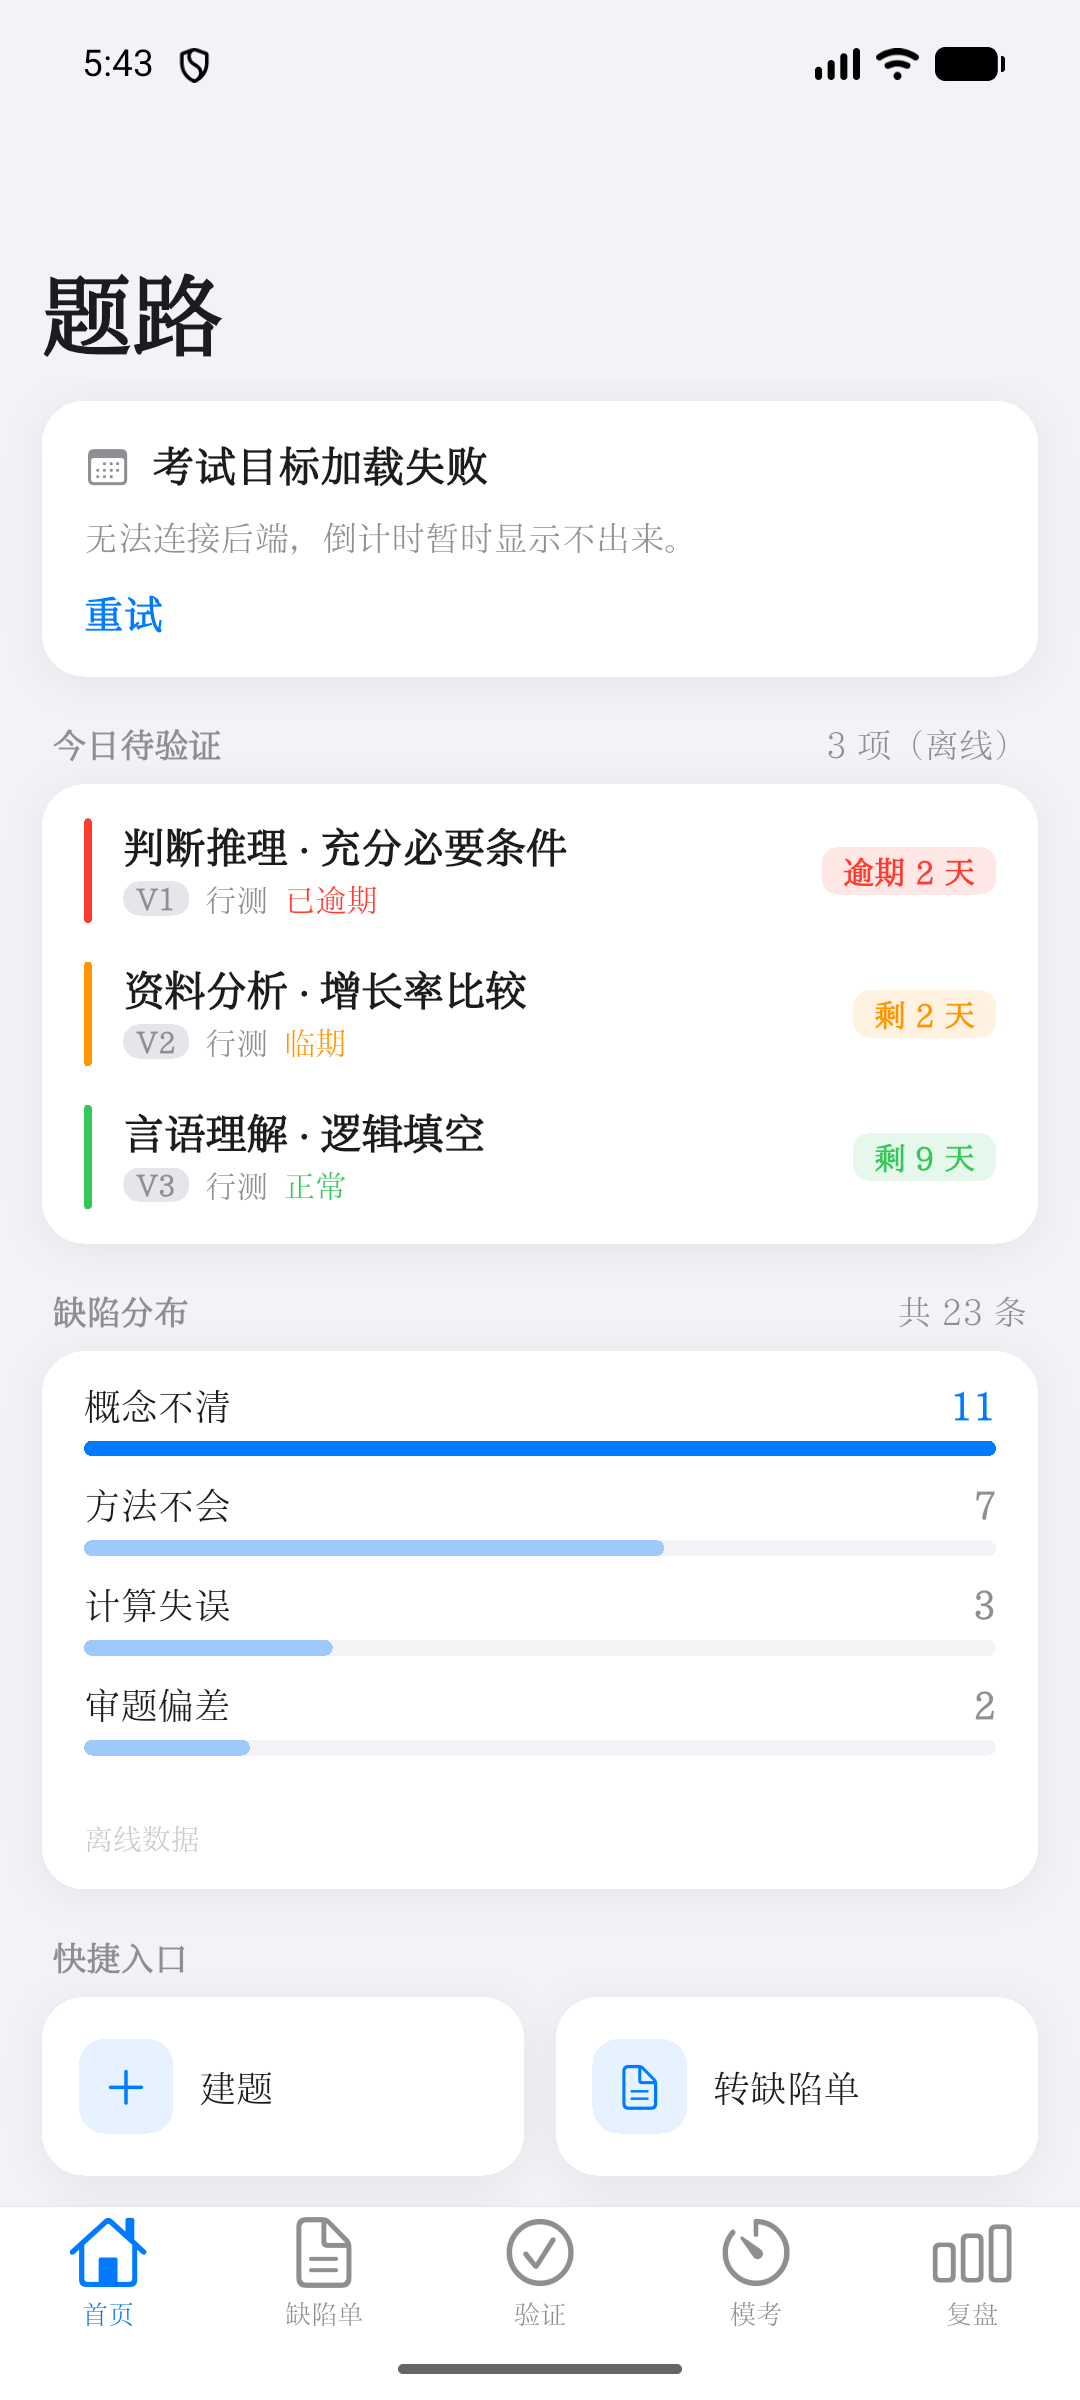 5:43
题路
考试目标加载失败
无法连接后端，倒计时暂时显示不出来。
重试
今日待验证 3 项（离线）
判断推理 · 充分必要条件
V1 行测 已逾期 逾期 2 天
资料分析 · 增长率比较
V2 行测 临期 剩 2 天
言语理解 · 逻辑填空
V3 行测 正常 剩 9 天
缺陷分布 共 23 条
概念不清 11
方法不会 7
计算失误 3
审题偏差 2
离线数据
快捷入口
建题 转缺陷单
首页 缺陷单 验证 模考 复盘